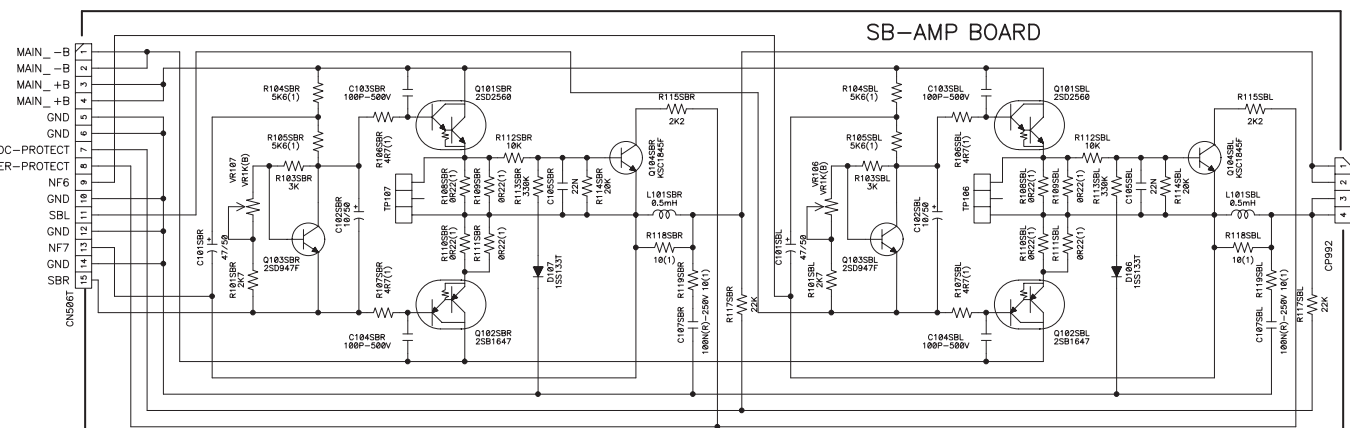 SB-AMP BOARD
MAIN_ -B
MAIN_ -B
MAIN_ +B
MAIN_ +B
GND
GND
DC-PROTECT
ER-PROTECT
NF6
GND
SBL
GND
NF7
GND
SBR
1
2
3
4
5
6
7
8
9
10
11
12
13
14
15
CN506T
R104SBR
5K6(1)
R105SBR
5K6(1)
VR107
VR1K(B)
R103SBR
3K
Q103SBR
2SD947F
C101SBR
47/50
R101SBR
2K7
C102SBR
10/50
C103SBR
100P-500V
R106SBR
4R7(1)
R107SBR
4R7(1)
C104SBR
100P-500V
Q101SBR
2SD2560
TP107
R108SBR
0R22(1)
R109SBR
0R22(1)
R110SBR
0R22(1)
R111SBR
0R22(1)
Q102SBR
2SB1647
R112SBR
10K
R113SBR
330K
C105SBR
22N
R114SBR
20K
D107
1SS133T
Q104SBR
KSC1845F
R115SBR
2K2
L101SBR
0.5mH
R118SBR
10(1)
R119SBR
10(1)
C107SBR
100N(R)-250V
R117SBR
22K
R104SBL
5K6(1)
R105SBL
5K6(1)
VR106
VR1K(B)
R103SBL
3K
Q103SBL
2SD947F
C101SBL
47/50
R101SBL
2K7
C102SBL
10/50
C103SBL
100P-500V
R106SBL
4R7(1)
R107SBL
4R7(1)
C104SBL
100P-500V
Q101SBL
2SD2560
TP106
R108SBL
0R22(1)
R109SBL
0R22(1)
R110SBL
0R22(1)
R111SBL
0R22(1)
Q102SBL
2SB1647
R112SBL
10K
R113SBL
330K
C105SBL
22N
R114SBL
20K
D106
1SS133T
Q104SBL
KSC1845F
R115SBL
2K2
L101SBL
0.5mH
R118SBL
10(1)
R119SBL
10(1)
C107SBL
100N(R)-250V
R117SBL
22K
1
2
3
4
CP992